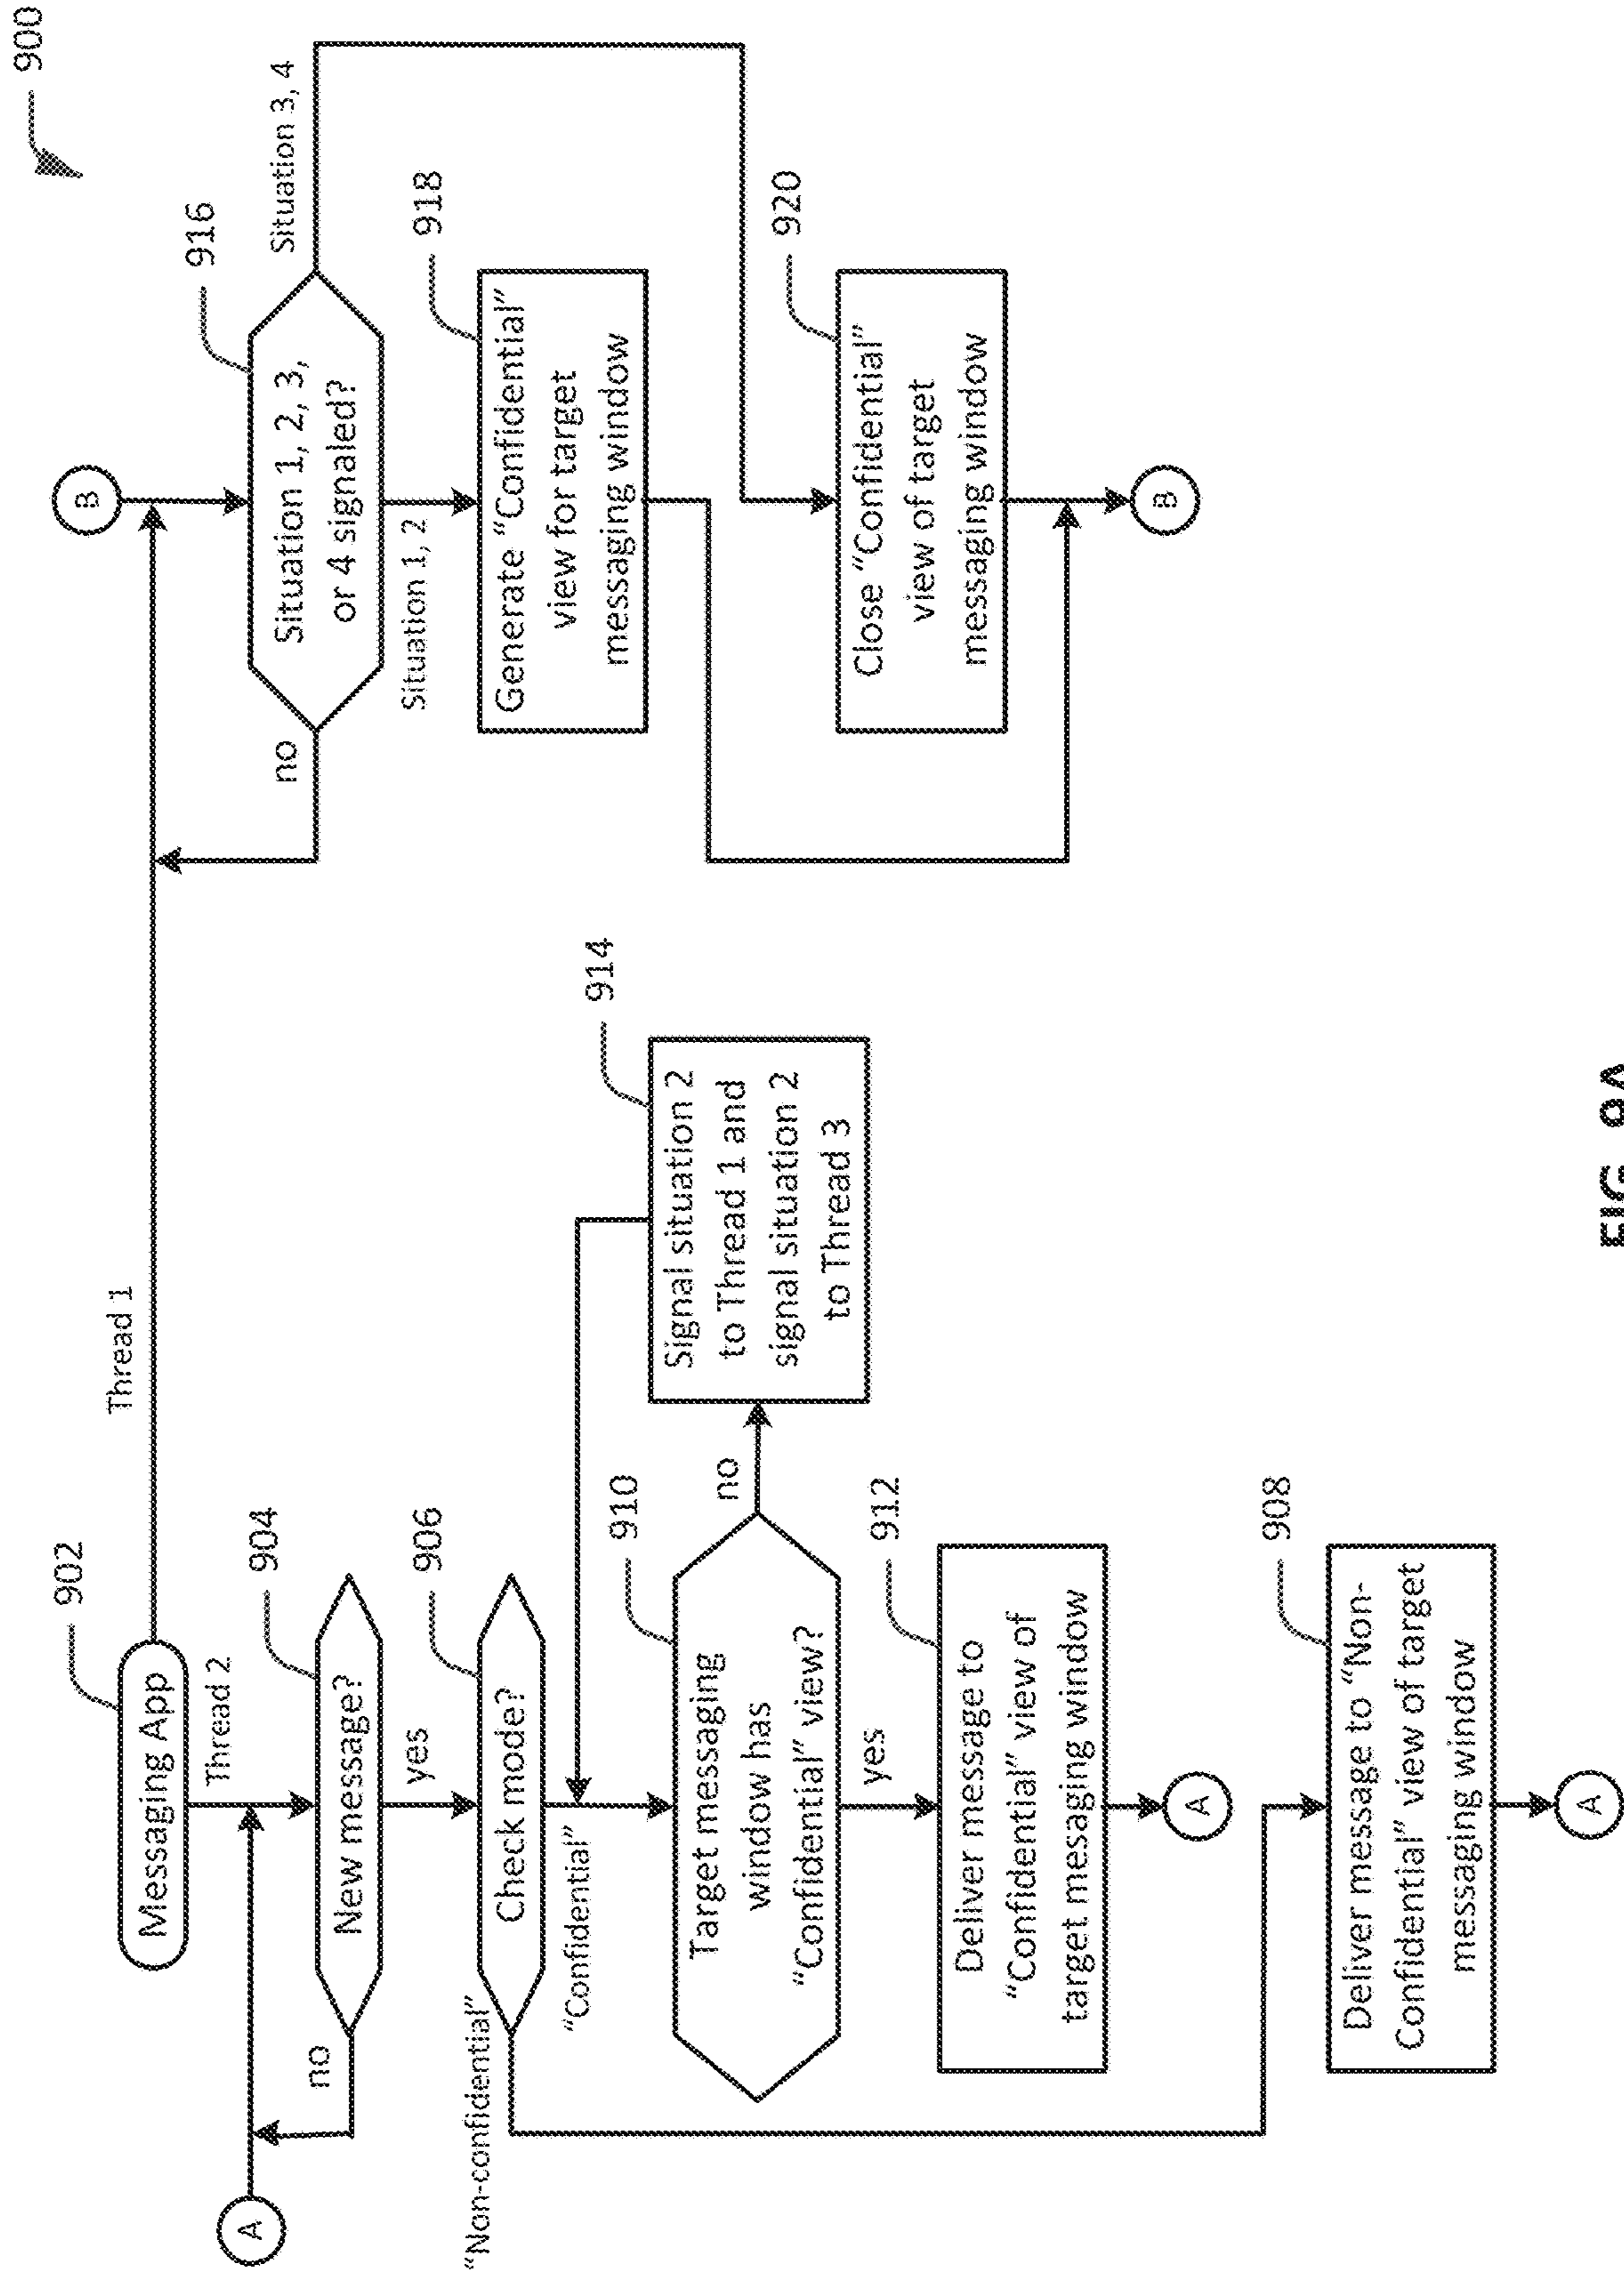 900
902
Messaging App
Thread 1
Thread 2
A
904
New message?
no
yes
906
Check mode?
"Non-confidential"
"Confidential"
910
Target messaging
window has
"Confidential" view?
no
yes
914
Signal situation 2
to Thread 1 and
signal situation 2
to Thread 3
912
Deliver message to
"Confidential" view of
target messaging window
A
908
Deliver message to "Non-
Confidential" view of target
messaging window
A
B
916
Situation 1, 2, 3,
or 4 signaled?
no
Situation 3, 4
Situation 1, 2
918
Generate "Confidential"
view for target
messaging window
920
Close "Confidential"
view of target
messaging window
B
FIG. 9A